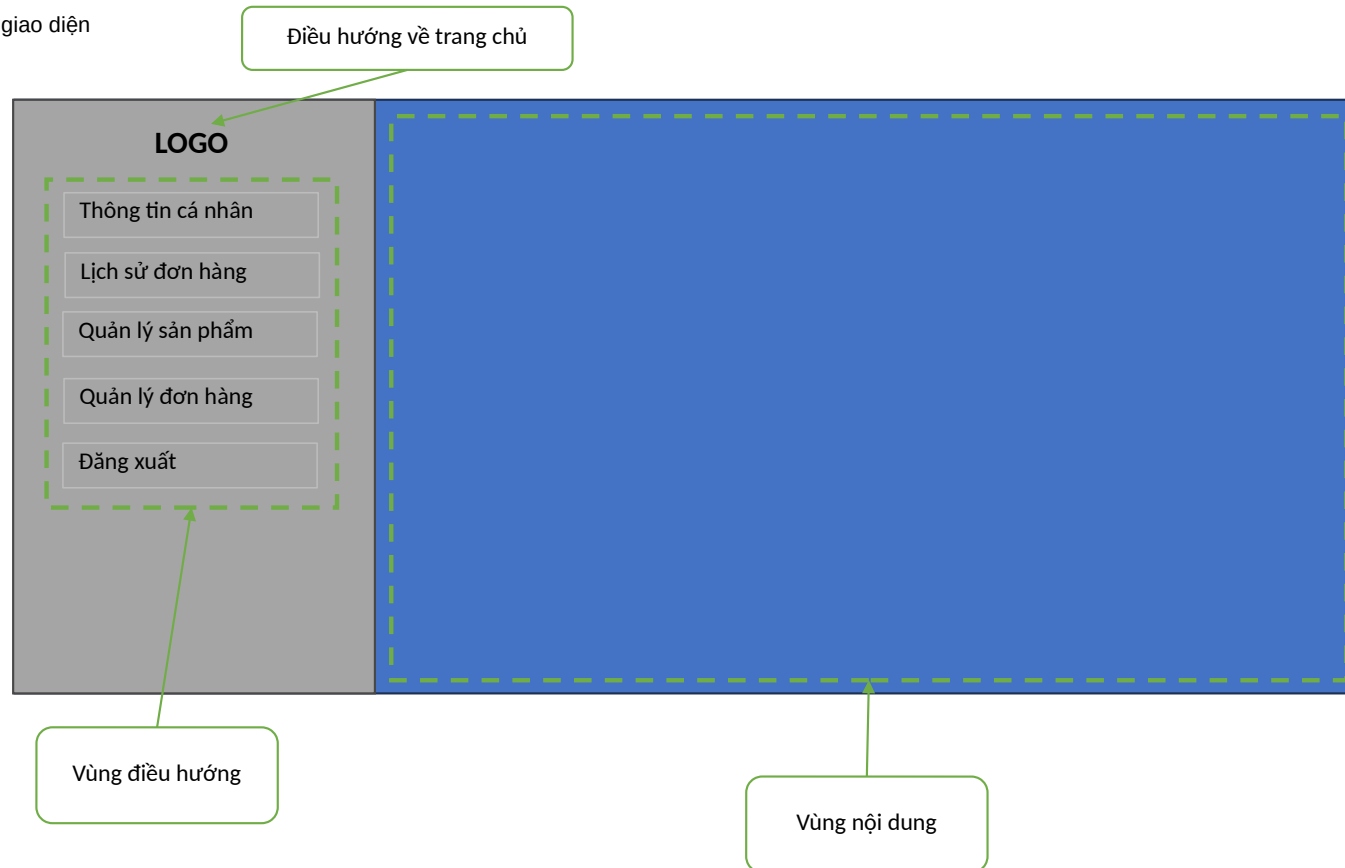 giao diện
Điều hướng về trang chủ
LOGO
Thông tin cá nhân
Lịch sử đơn hàng
Quản lý sản phẩm
Quản lý đơn hàng
Đăng xuất
Vùng điều hướng
Vùng nội dung